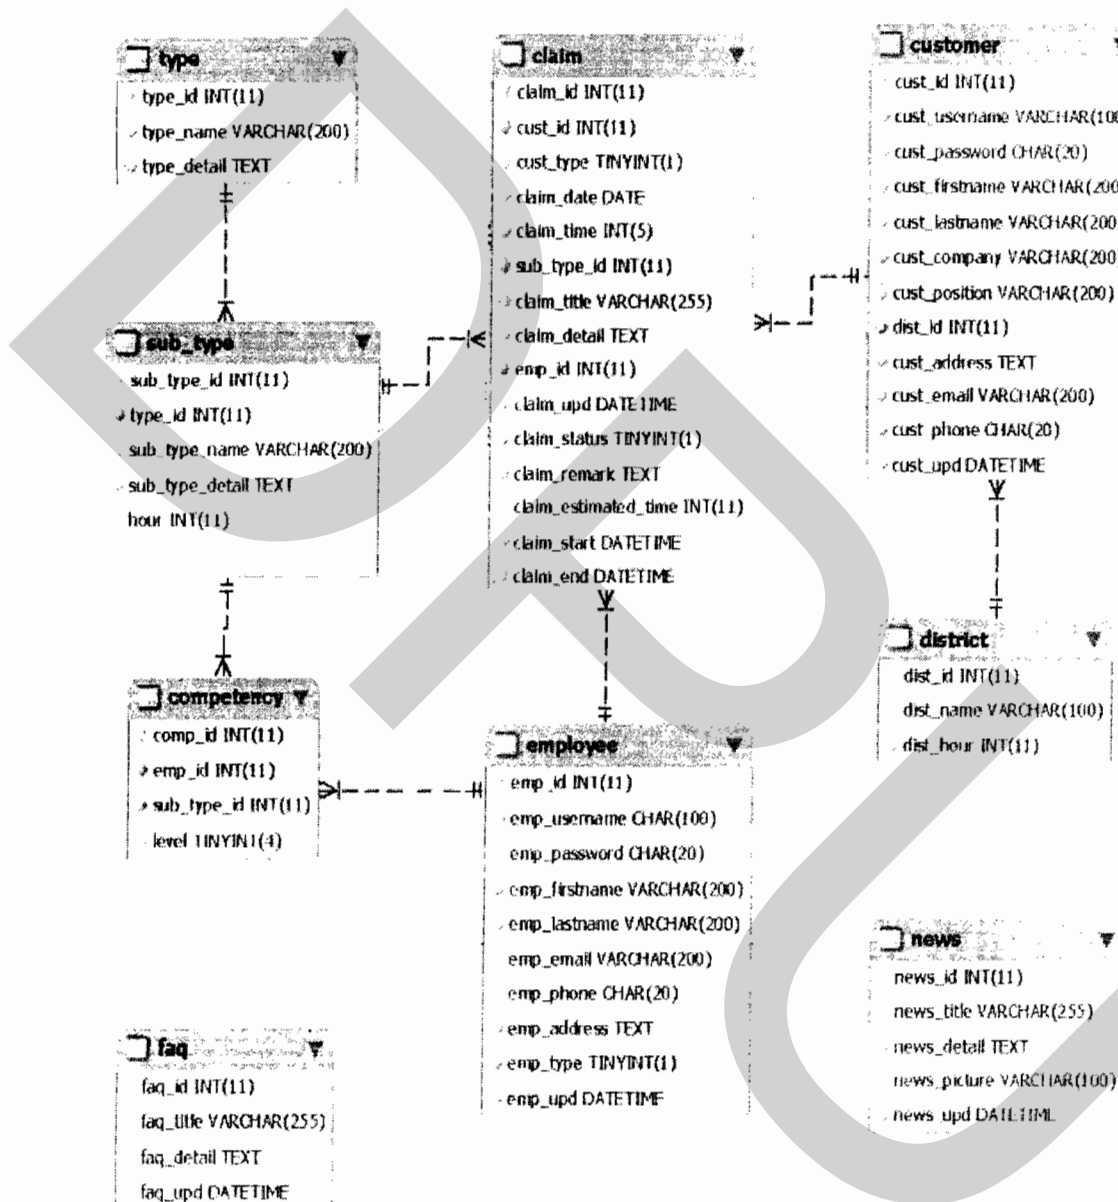 type
type_id INT(11)
type_name VARCHAR(200)
type_detail TEXT
claim
claim_id INT(11)
cust_id INT(11)
cust_type TINYINT(1)
claim_date DATE
claim_time INT(5)
sub_type_id INT(11)
claim_title VARCHAR(255)
claim_detail TEXT
emp_id INT(11)
claim_upd DATETIME
claim_status TINYINT(1)
claim_remark TEXT
claim_estimated_time INT(11)
claim_start DATETIME
claim_end DATETIME
customer
cust_id INT(11)
cust_username VARCHAR(100
cust_password CHAR(20)
cust_firstname VARCHAR(200
cust_lastname VARCHAR(200
cust_company VARCHAR(200
cust_position VARCHAR(200)
dist_id INT(11)
cust_address TEXT
cust_email VARCHAR(200)
cust_phone CHAR(20)
cust_upd DATETIME
sub_type
sub_type_id INT(11)
type_id INT(11)
sub_type_name VARCHAR(200)
sub_type_detail TEXT
hour INT(11)
district
dist_id INT(11)
dist_name VARCHAR(100)
dist_hour INT(11)
competency
comp_id INT(11)
emp_id INT(11)
sub_type_id INT(11)
level TINYINT(4)
employee
emp_id INT(11)
emp_username CHAR(100)
emp_password CHAR(20)
emp_firstname VARCHAR(200)
emp_lastname VARCHAR(200)
emp_email VARCHAR(200)
emp_phone CHAR(20)
emp_address TEXT
emp_type TINYINT(1)
emp_upd DATETIME
news
news_id INT(11)
news_title VARCHAR(255)
news_detail TEXT
news_picture VARCHAR(100)
news_upd DATETIME
faq
faq_id INT(11)
faq_title VARCHAR(255)
faq_detail TEXT
faq_upd DATETIME
DPU